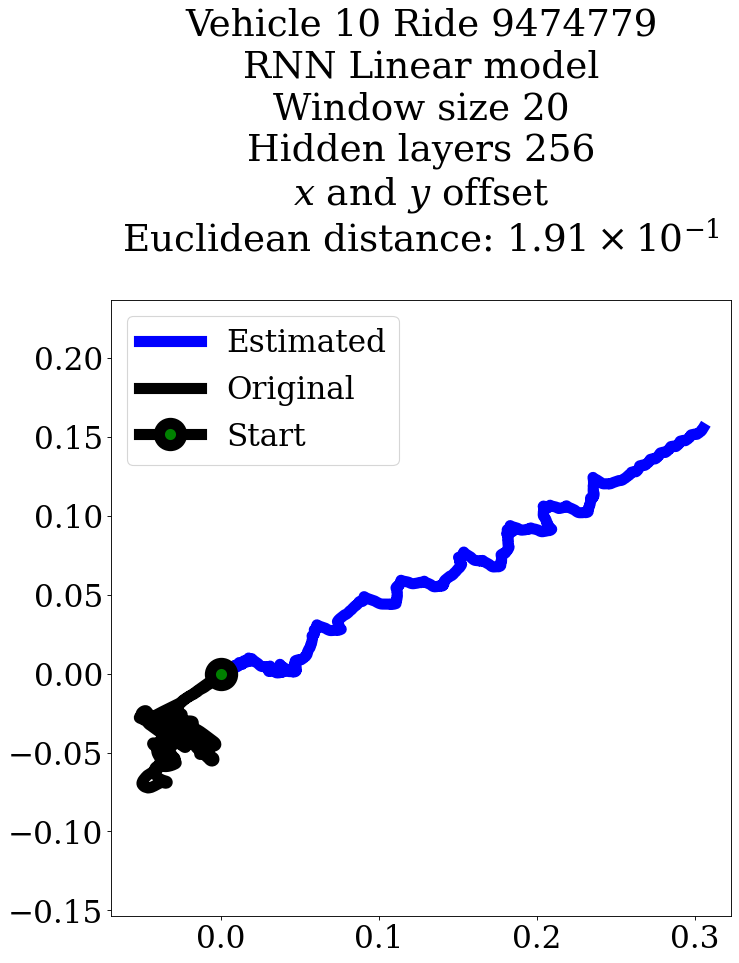 Vehicle 10 Ride 9474779
RNN Linear model
Window size 20
Hidden layers 256
x and y offset
Euclidean distance: 1.91 × 10⁻¹
Estimated
Original
Start
0.20
0.15
0.10
0.05
0.00
−0.05
−0.10
−0.15
0.0 0.1 0.2 0.3